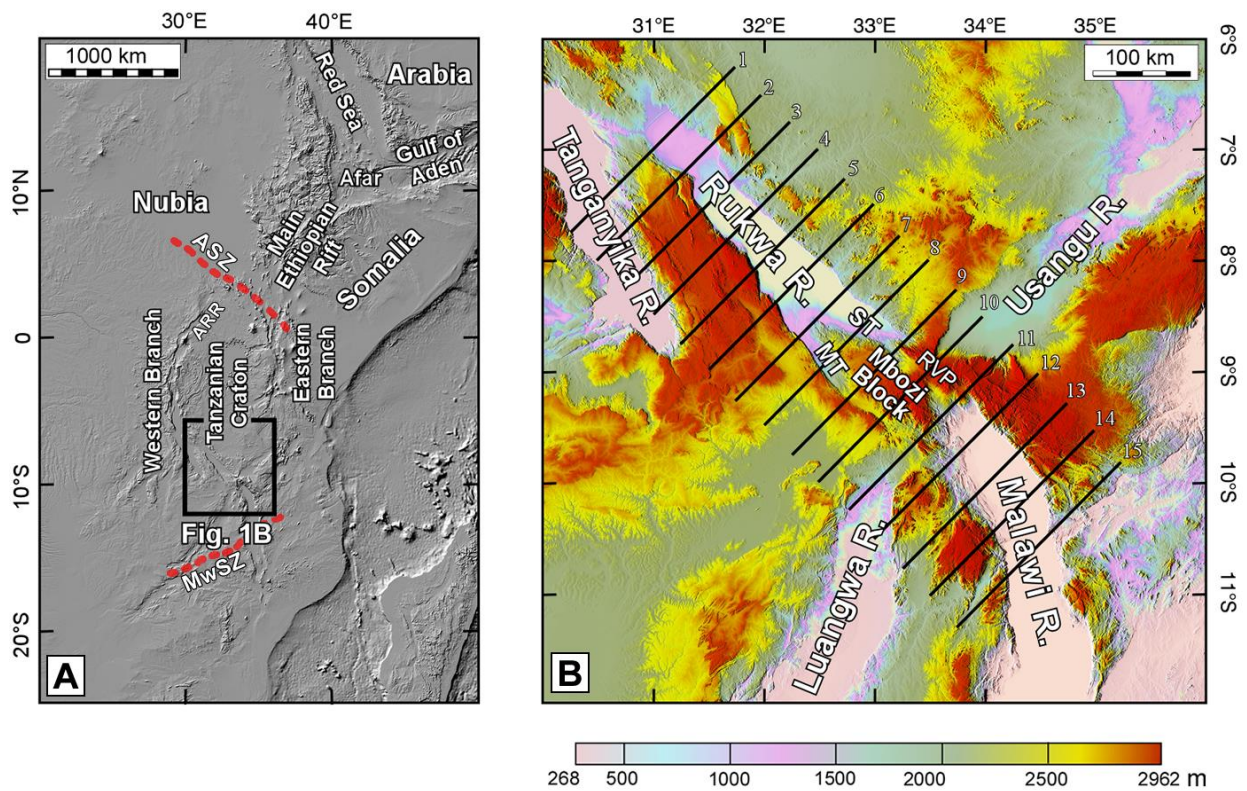 30°E
40°E
1000 km
Red Sea
Arabia
Gulf of
Aden
Afar
10°N
Nubia
Main
Ethiopian
Rift
Somalia
ASZ
ARR
0
Western Branch
Tanzanian
Craton
Eastern
Branch
10°S
Fig. 1B
MwSZ
20°S
A
31°E
32°E
33°E
34°E
35°E
6°S
100 km
1
2
3
4
5
6
7
8
9
10
11
12
13
14
15
7°S
Tanganyika R.
Rukwa R.
Usangu R.
8°S
ST
MT
Mbozi
Block
RVP
9°S
10°S
Malawi R.
Luangwa R.
11°S
B
268
500
1000
1500
2000
2500
2962 m